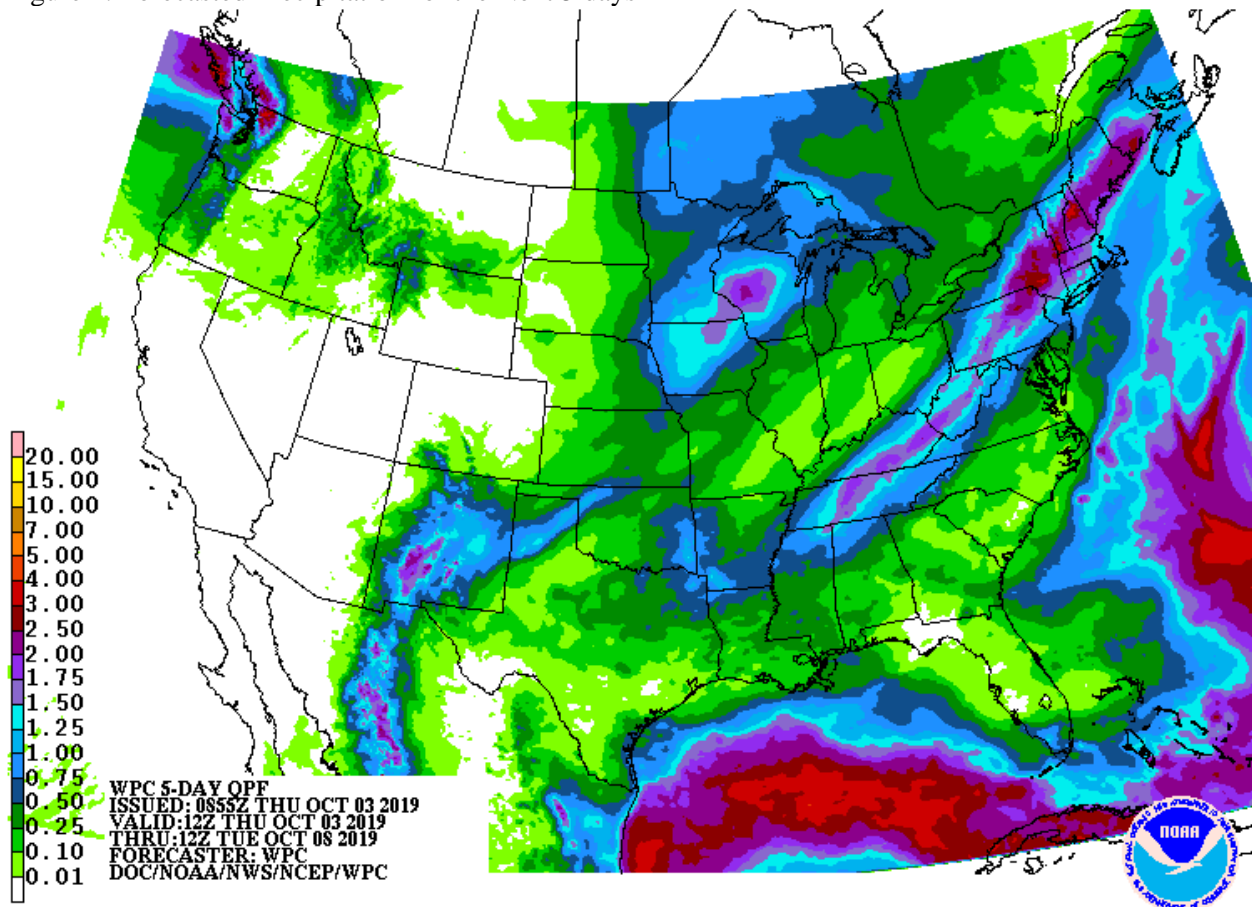 20.00
15.00
10.00
7.00
5.00
4.00
3.00
2.50
2.00
1.75
1.50
1.25
1.00
0.75
0.50
0.25
0.10
0.01
WPC 5-DAY QPF
ISSUED: 0855Z THU OCT 03 2019
VALID:12Z THU OCT 03 2019
THRU:12Z TUE OCT 08 2019
FORECASTER: WPC
DOC/NOAA/NWS/NCEP/WPC
NOAA